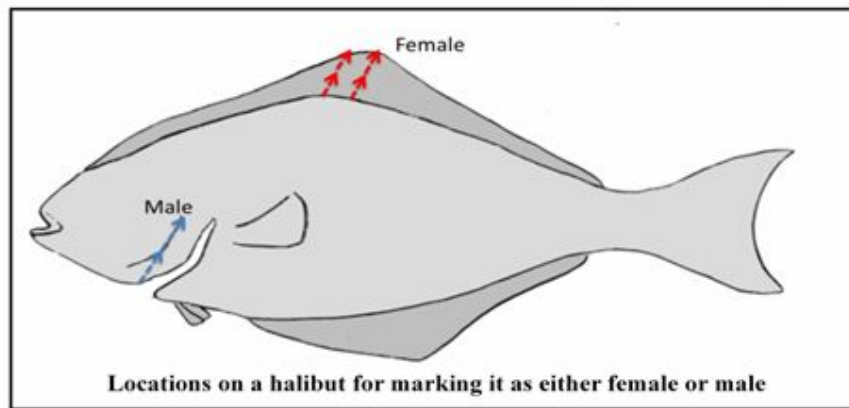 Female
Male
Locations on a halibut for marking it as either female or male